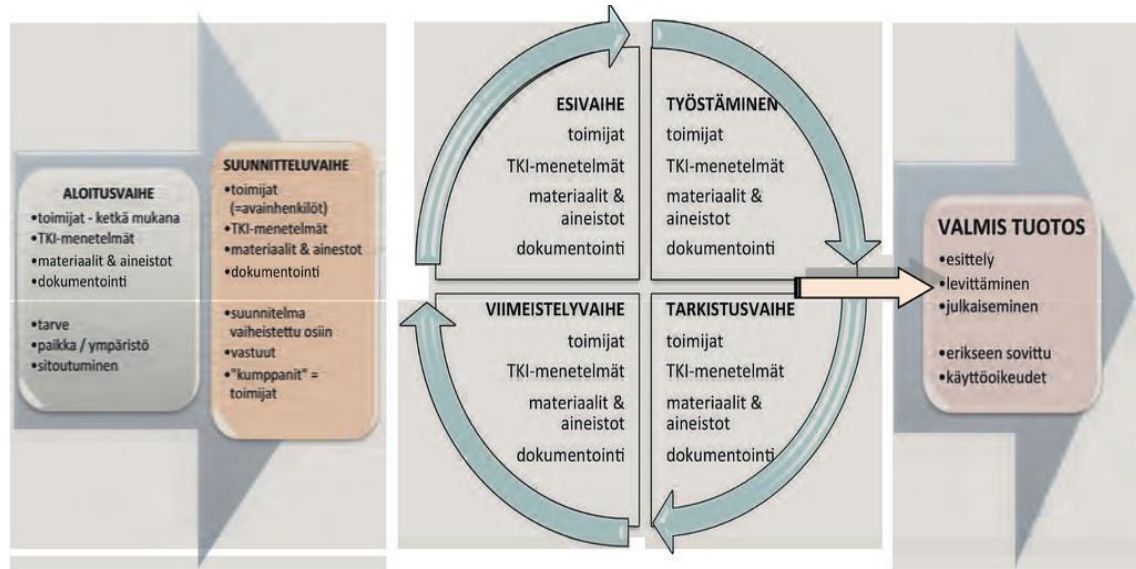 ALOITUSVAIHE
•toimijat - ketkä mukana
•TKI-menetelmät
•materiaalit & aineistot
•dokumentointi
•tarve
•paikka / ympäristö
•sitoutuminen
SUUNNITTELUVAIHE
•toimijat
(=avainhenkilöt)
•TKI-menetelmät
•materiaalit & ainestot
•dokumentointi
•suunnitelma
vaiheistettu osiin
•vastuut
•"kumppanit" =
toimijat
ESIVAIHE
toimijat
TKI-menetelmät
materiaalit &
aineistot
dokumentointi
TYÖSTÄMINEN
toimijat
TKI-menetelmät
materiaalit &
aineistot
dokumentointi
VIIMEISTELYVAIHE
toimijat
TKI-menetelmät
materiaalit &
aineistot
dokumentointi
TARKISTUSVAIHE
toimijat
TKI-menetelmät
materiaalit &
aineistot
dokumentointi
VALMIS TUOTOS
•esittely
•levittäminen
•julkaiseminen
•erikseen sovittu
•käyttöoikeudet